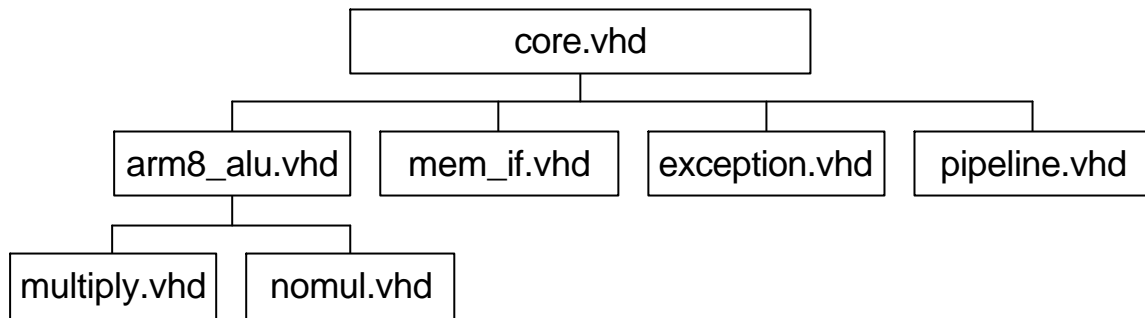 core.vhd
arm8_alu.vhd
mem_if.vhd
exception.vhd
pipeline.vhd
multiply.vhd
nomul.vhd